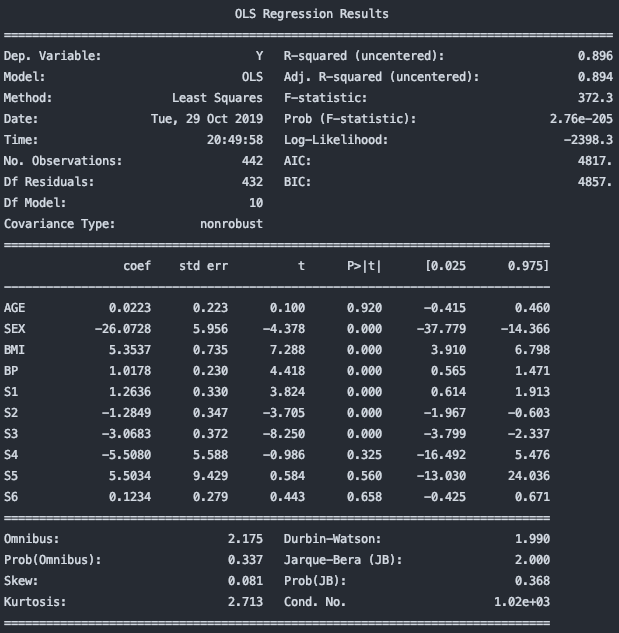 OLS Regression Results
Dep. Variable: Y R-squared (uncentered): 0.896
Model: OLS Adj. R-squared (uncentered): 0.894
Method: Least Squares F-statistic: 372.3
Date: Tue, 29 Oct 2019 Prob (F-statistic): 2.76e-205
Time: 20:49:58 Log-Likelihood: -2398.3
No. Observations: 442 AIC: 4817.
Df Residuals: 432 BIC: 4857.
Df Model: 10
Covariance Type: nonrobust
coef std err t P>|t| [0.025 0.975]
AGE 0.0223 0.223 0.100 0.920 -0.415 0.460
SEX -26.0728 5.956 -4.378 0.000 -37.779 -14.366
BMI 5.3537 0.735 7.288 0.000 3.910 6.798
BP 1.0178 0.230 4.418 0.000 0.565 1.471
S1 1.2636 0.330 3.824 0.000 0.614 1.913
S2 -1.2849 0.347 -3.705 0.000 -1.967 -0.603
S3 -3.0683 0.372 -8.250 0.000 -3.799 -2.337
S4 -5.5080 5.588 -0.986 0.325 -16.492 5.476
S5 5.5034 9.429 0.584 0.560 -13.030 24.036
S6 0.1234 0.279 0.443 0.658 -0.425 0.671
Omnibus: 2.175 Durbin-Watson: 1.990
Prob(Omnibus): 0.337 Jarque-Bera (JB): 2.000
Skew: 0.081 Prob(JB): 0.368
Kurtosis: 2.713 Cond. No. 1.02e+03